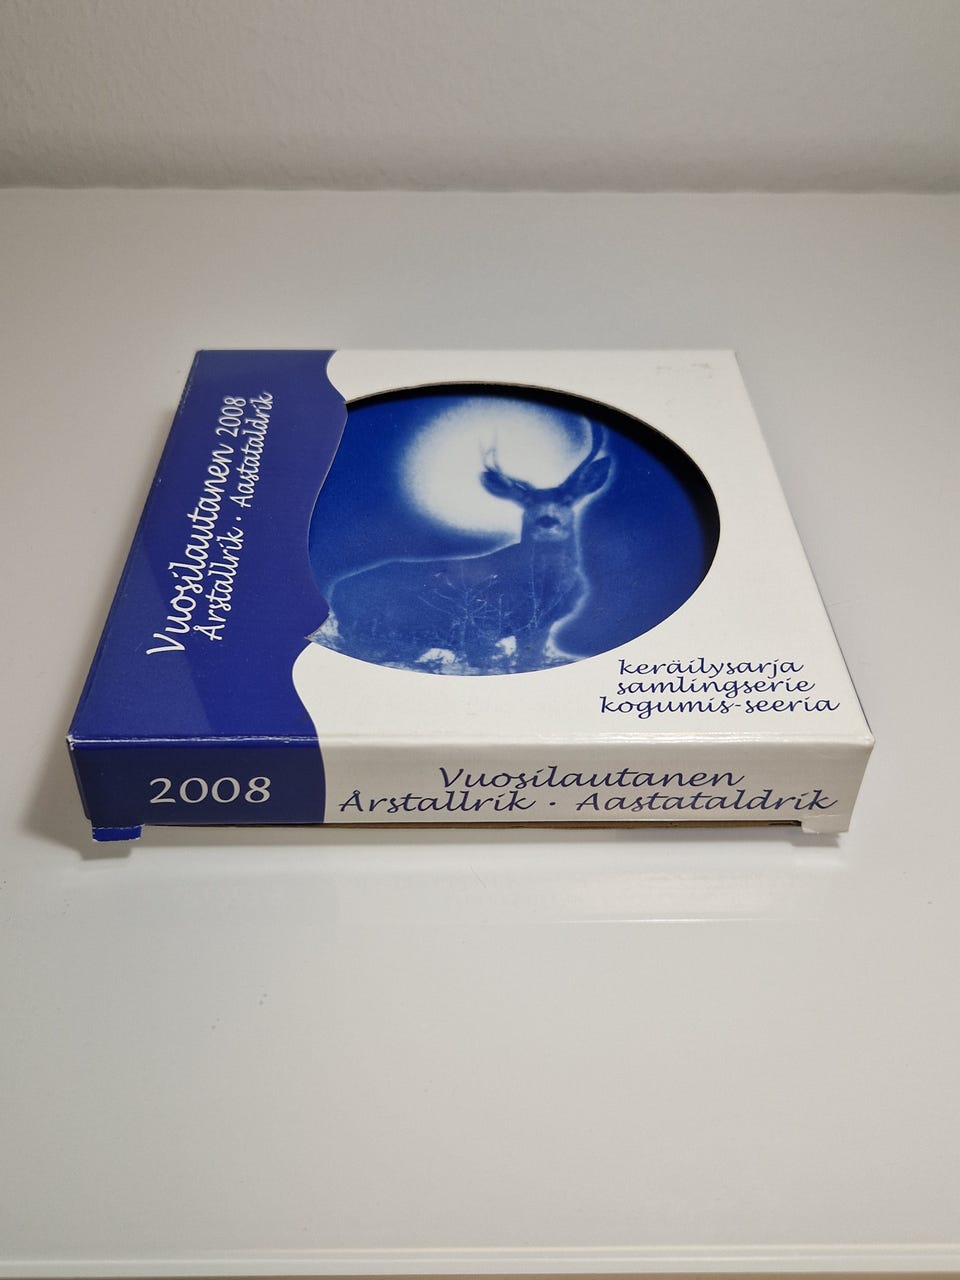 Vuosilautanen 2008
Årstallrik · Aastataldrik
keräilysarja
samlingserie
kogumis-seeria
2008
Vuosilautanen
Årstallrik · Aastataldrik